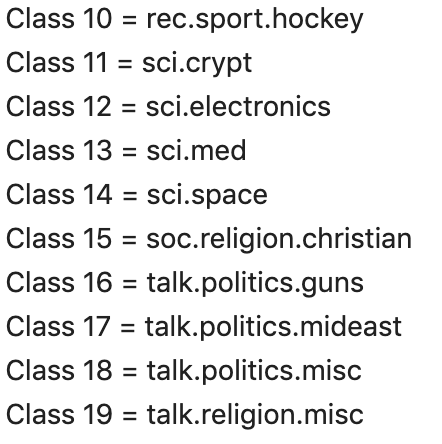 Class 10 = rec.sport.hockey
Class 11 = sci.crypt
Class 12 = sci.electronics
Class 13 = sci.med
Class 14 = sci.space
Class 15 = soc.religion.christian
Class 16 = talk.politics.guns
Class 17 = talk.politics.mideast
Class 18 = talk.politics.misc
Class 19 = talk.religion.misc